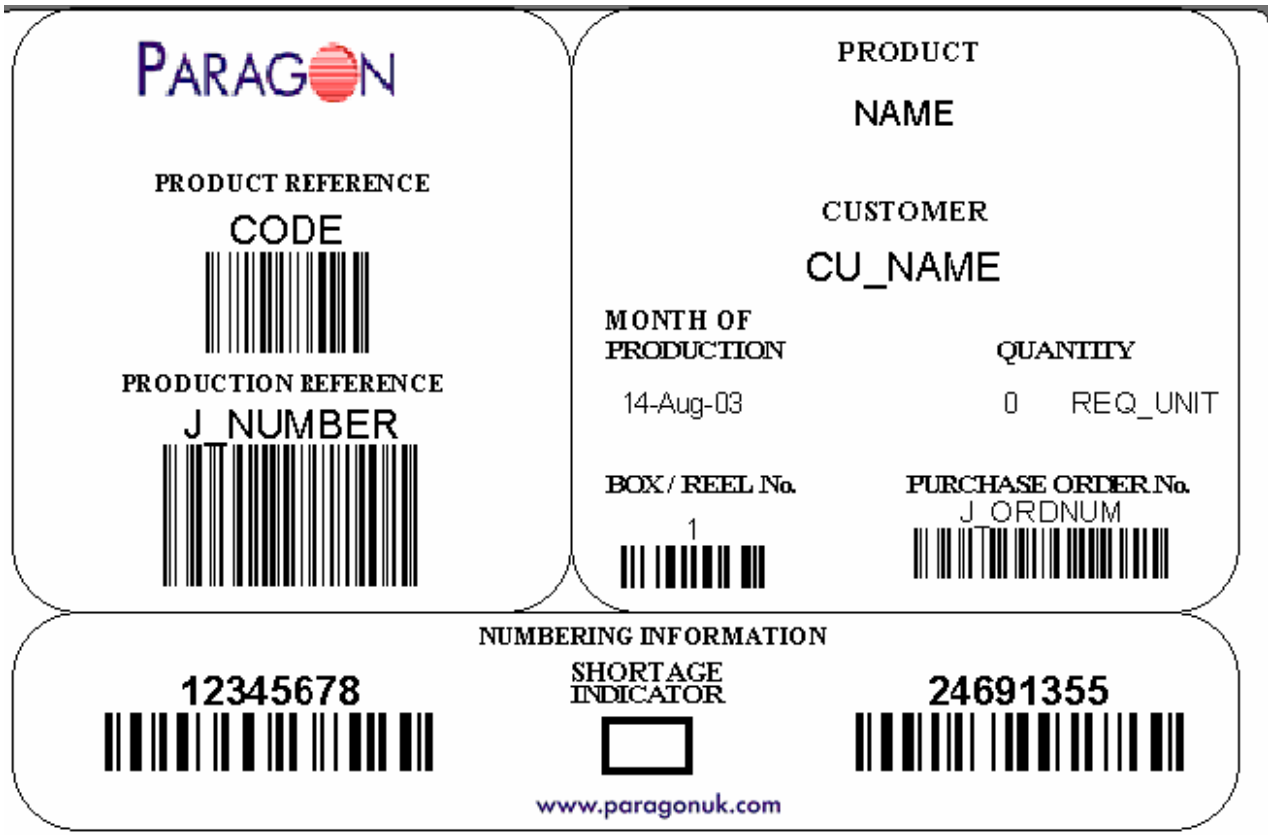 PARAGON
PRODUCT REFERENCE
CODE
PRODUCTION REFERENCE
J_NUMBER
PRODUCT
NAME
CUSTOMER
CU_NAME
MONTH OF
PRODUCTION
14-Aug-03
QUANTITY
0 REQ_UNIT
BOX / REEL No.
1
PURCHASE ORDER No.
J_ORDNUM
NUMBERING INFORMATION
12345678
SHORTAGE
INDICATOR
24691355
www.paragonuk.com